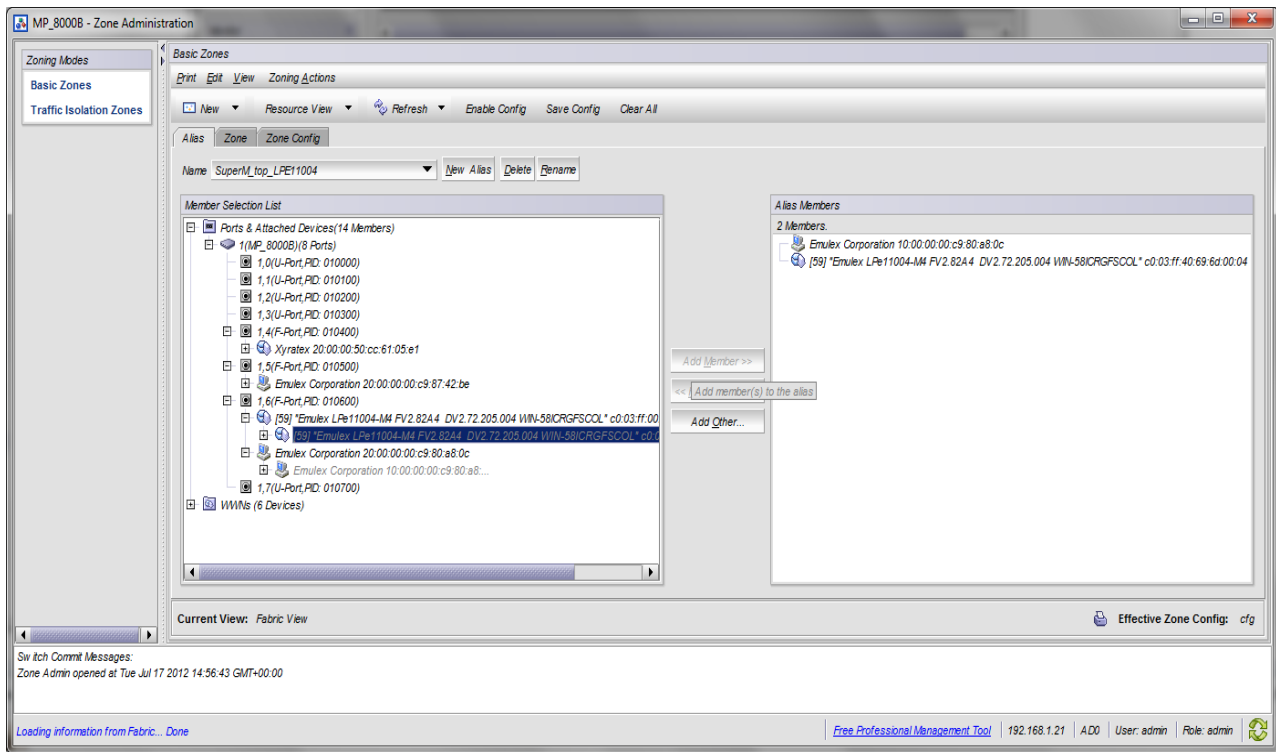 MP_8000B - Zone Administration
Zoning Modes
Basic Zones
Traffic Isolation Zones
Basic Zones
Print Edit View Zoning Actions
New Resource View Refresh Enable Config Save Config Clear All
Alias Zone Zone Config
Name SuperM_top_LPE11004 New Alias Delete Rename
Member Selection List
Ports & Attached Devices(14 Members)
1(MP_8000B)(8 Ports)
1,0(U-Port,PID: 010000)
1,1(U-Port,PID: 010100)
1,2(U-Port,PID: 010200)
1,3(U-Port,PID: 010300)
1,4(F-Port,PID: 010400)
Xyratex 20:00:00:50:cc:61:05:e1
1,5(F-Port,PID: 010500)
Emulex Corporation 20:00:00:00:c9:87:42:be
1,6(F-Port,PID: 010600)
[59] "Emulex LPe11004-M4 FV2.82A4 DV2.72.205.004 WIN-58ICRGFSCOL" c0:03:ff:00
[59] "Emulex LPe11004-M4 FV2.82A4 DV2.72.205.004 WIN-58ICRGFSCOL" c0:0
Emulex Corporation 20:00:00:00:c9:80:a8:0c
Emulex Corporation 10:00:00:00:c9:80:a8:...
1,7(U-Port,PID: 010700)
WWNs (6 Devices)
Add Member >>
<<
Add member(s) to the alias
Add Other...
Alias Members
2 Members.
Emulex Corporation 10:00:00:00:c9:80:a8:0c
[59] "Emulex LPe11004-M4 FV2.82A4 DV2.72.205.004 WIN-58ICRGFSCOL" c0:03:ff:40:69:6d:00:04
Current View: Fabric View
Effective Zone Config: cfg
Switch Commit Messages:
Zone Admin opened at Tue Jul 17 2012 14:56:43 GMT+00:00
Loading information from Fabric... Done
Free Professional Management Tool 192.168.1.21 AD0 User: admin Role: admin